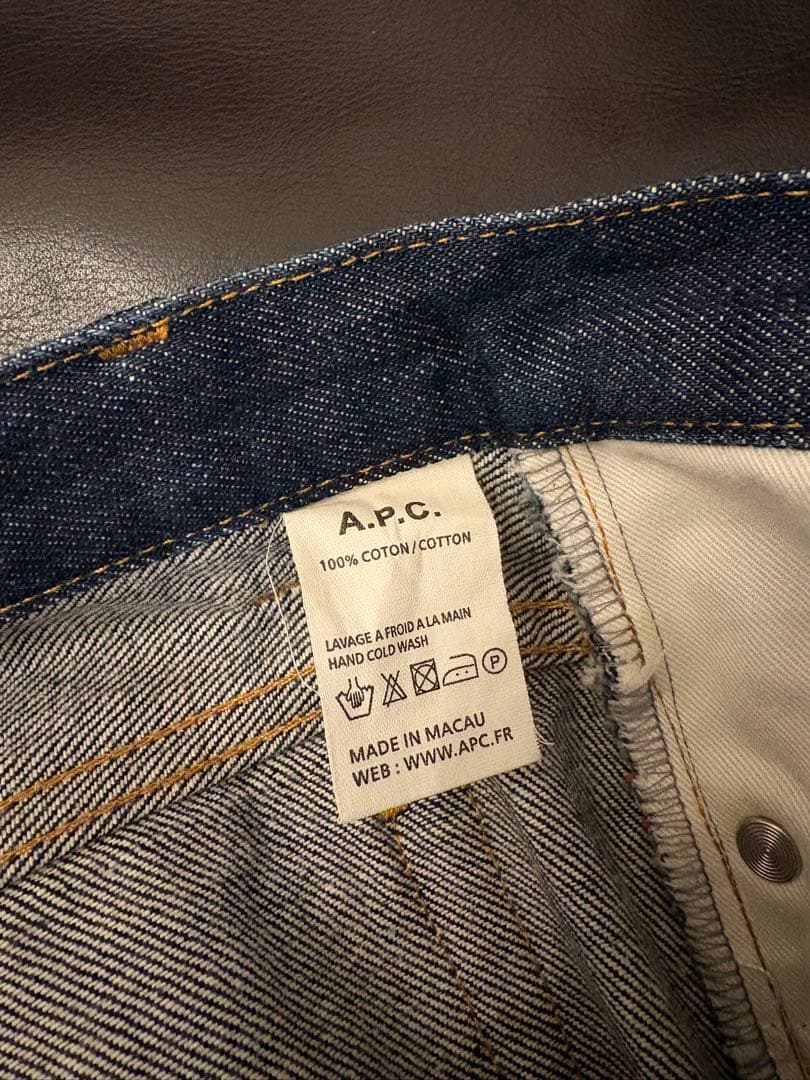 A.P.C.
100% COTON/COTTON
LAVAGE A FROID A LA MAIN
HAND COLD WASH
P
MADE IN MACAU
WEB : WWW.APC.FR